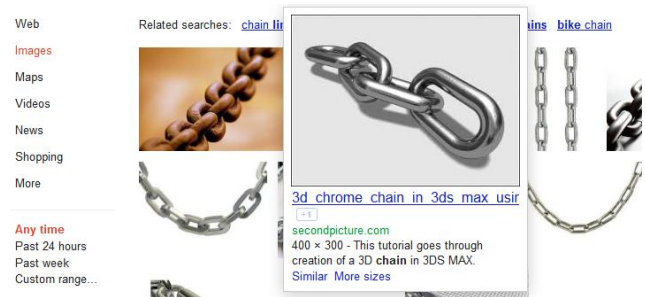 Web
Images
Maps
Videos
News
Shopping
More
Any time
Past 24 hours
Past week
Custom range...
Related searches: chain lin
ains bike chain
3d chrome chain in 3ds max usir
+1
secondpicture.com
400 × 300 - This tutorial goes through
creation of a 3D chain in 3DS MAX.
Similar More sizes